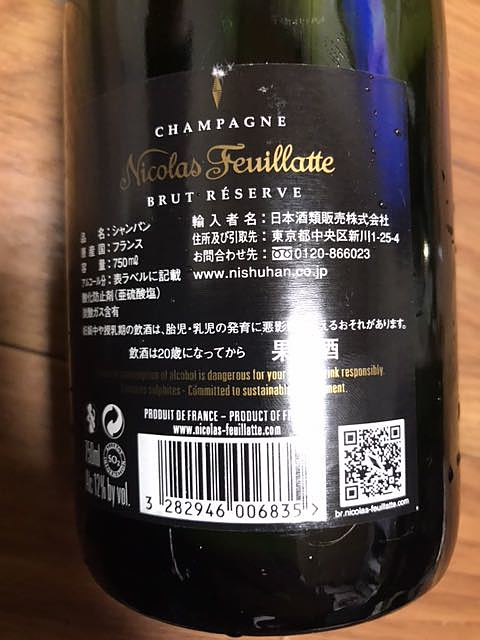 CHAMPAGNE
Nicolas Feuillatte
BRUT RÉSERVE
品 名：シャンパン
原 産 国：フランス
容 量：750mℓ
アルコール分：表ラベルに記載
酸化防止剤(亜硫酸塩)
炭酸ガス含有
輸 入 者 名：日本酒類販売株式会社
住所及び引取先：東京都中央区新川1-25-4
お問合わせ先：0120-866023
www.nishuhan.co.jp
妊娠中や授乳期の飲酒は、胎児・乳児の発育に悪影 えるおそれがあります。
飲酒は20歳になってから 果 酒
consumption of alcohol is dangerous for your drink responsibly.
Contains sulphites - Committed to sustainable
PRODUIT DE FRANCE – PRODUCT OF
www.nicolas-feuillatte.com
750ml
Alc 12% by vol.
3 282946 006835 >
br.nicolas-feuillatte.com